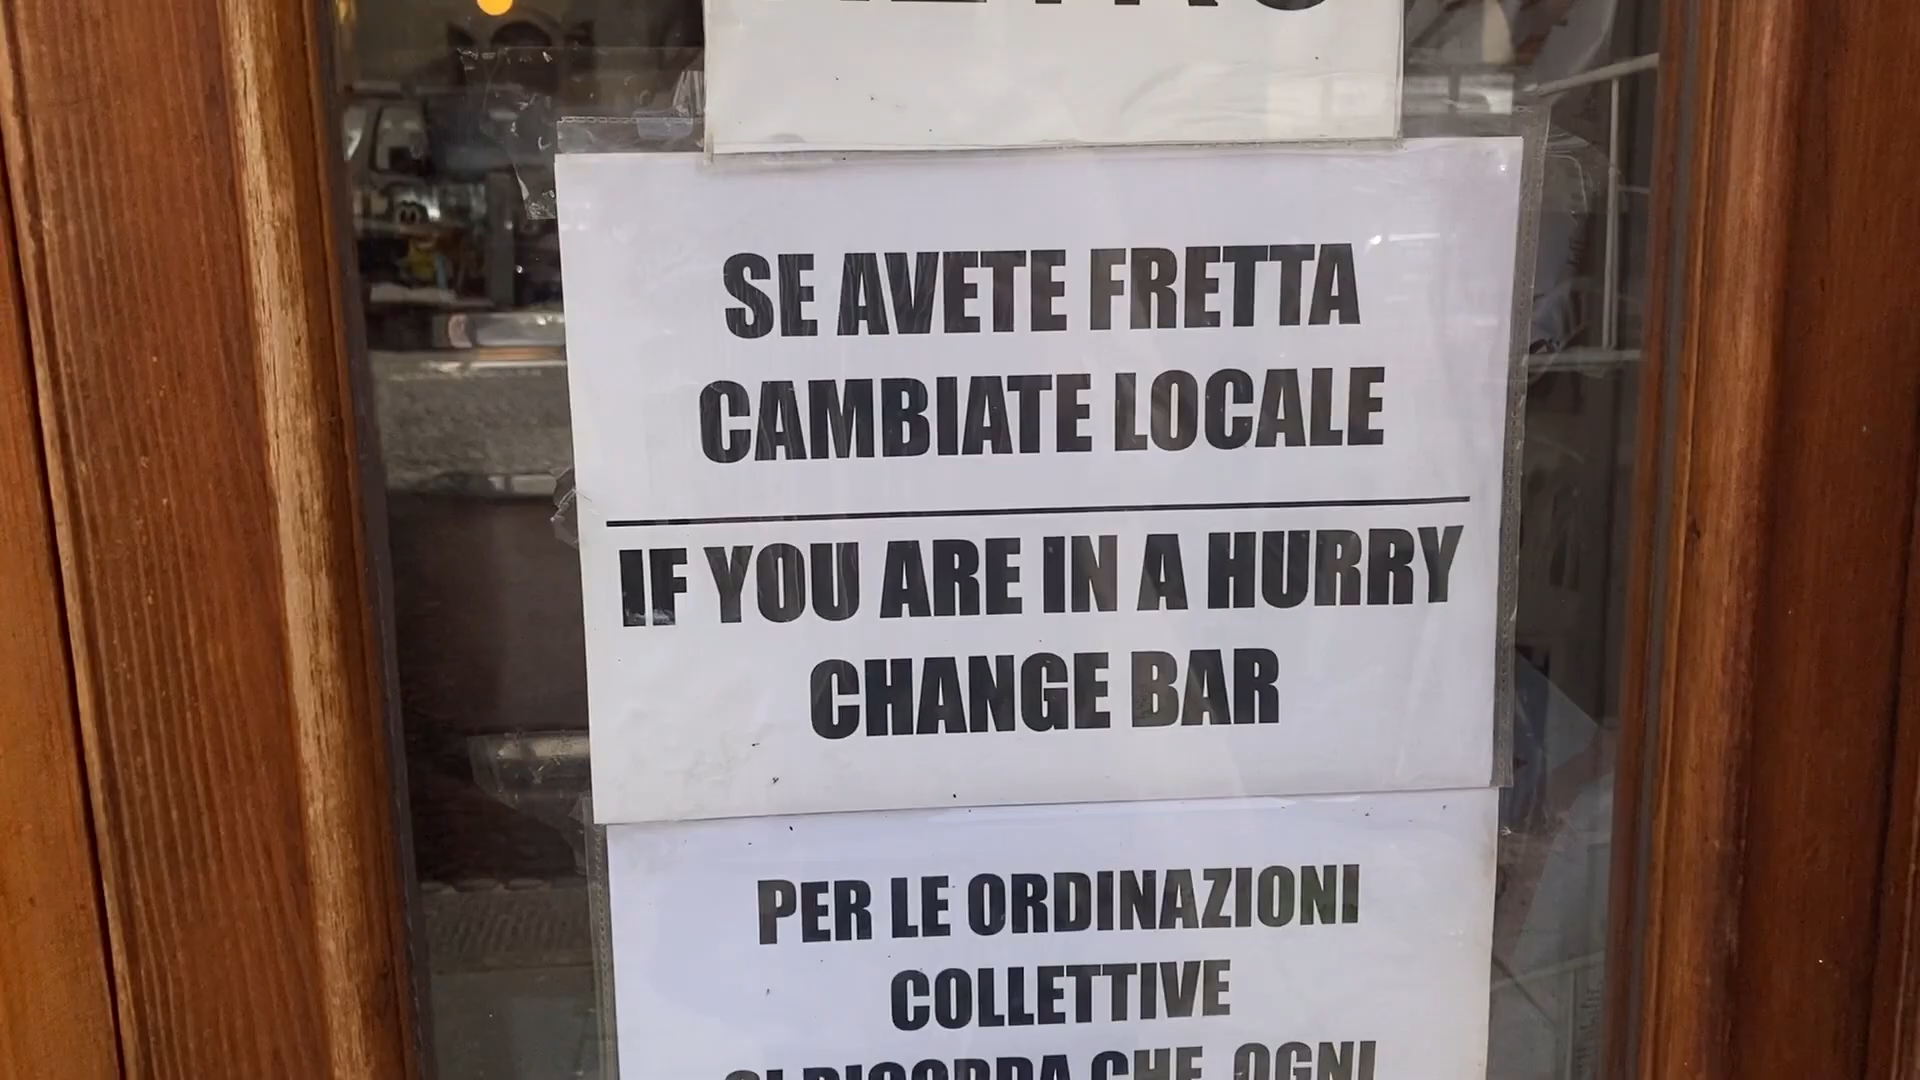 SE AVETE FRETTA
CAMBIATE LOCALE
IF YOU ARE IN A HURRY
CHANGE BAR
PER LE ORDINAZIONI
COLLETTIVE
SI RICORDA CHE OGNI